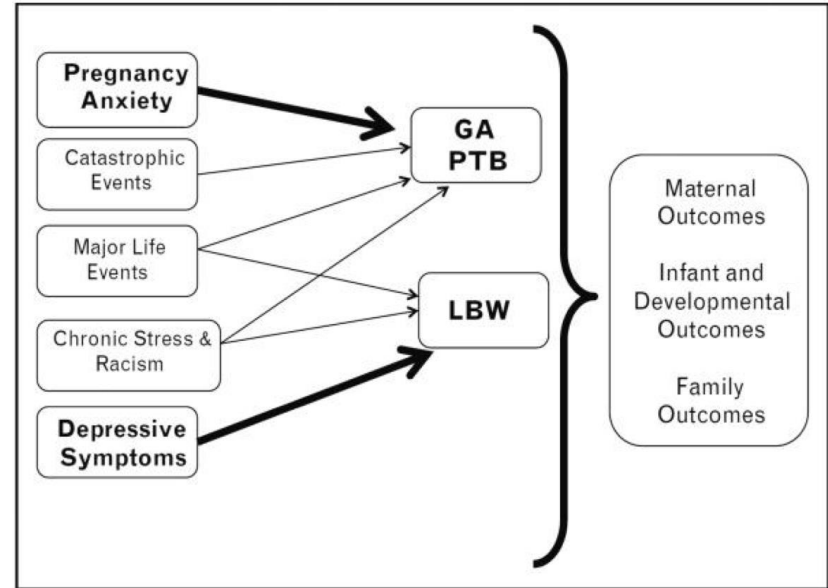 Pregnancy
Anxiety
Catastrophic
Events
Major Life
Events
Chronic Stress &
Racism
Depressive
Symptoms
GA
PTB
LBW
Maternal
Outcomes
Infant and
Developmental
Outcomes
Family
Outcomes